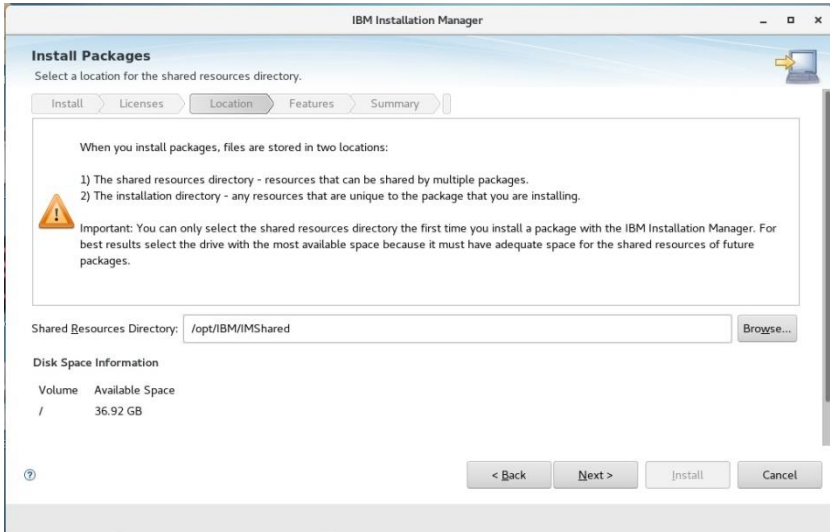 IBM Installation Manager
Install Packages
Select a location for the shared resources directory.
Install Licenses Location Features Summary
When you install packages, files are stored in two locations:
1) The shared resources directory - resources that can be shared by multiple packages.
2) The installation directory - any resources that are unique to the package that you are installing.
Important: You can only select the shared resources directory the first time you install a package with the IBM Installation Manager. For
best results select the drive with the most available space because it must have adequate space for the shared resources of future
packages.
Shared Resources Directory: /opt/IBM/IMShared Browse...
Disk Space Information
Volume Available Space
/ 36.92 GB
< Back Next > Install Cancel